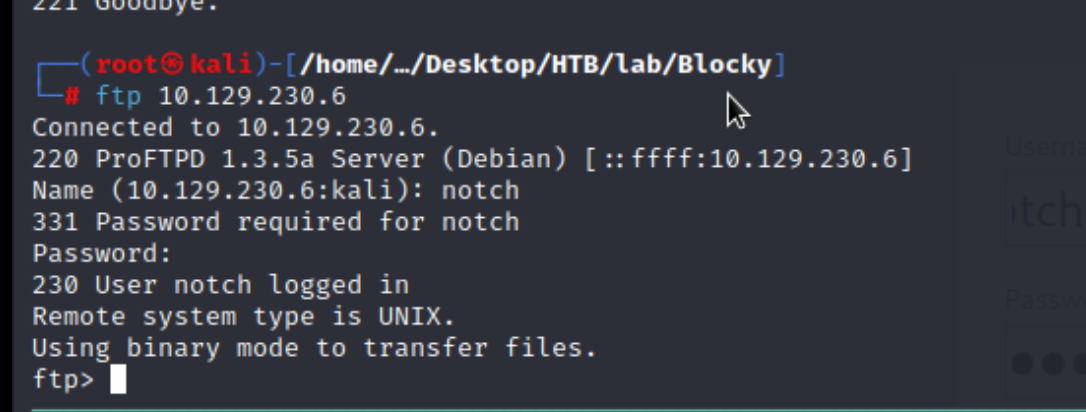 221 Goodbye.
┌──(root㉿kali)-[/home/…/Desktop/HTB/lab/Blocky]
└─# ftp 10.129.230.6
Connected to 10.129.230.6.
220 ProFTPD 1.3.5a Server (Debian) [::ffff:10.129.230.6]
Name (10.129.230.6:kali): notch
331 Password required for notch
Password:
230 User notch logged in
Remote system type is UNIX.
Using binary mode to transfer files.
ftp>